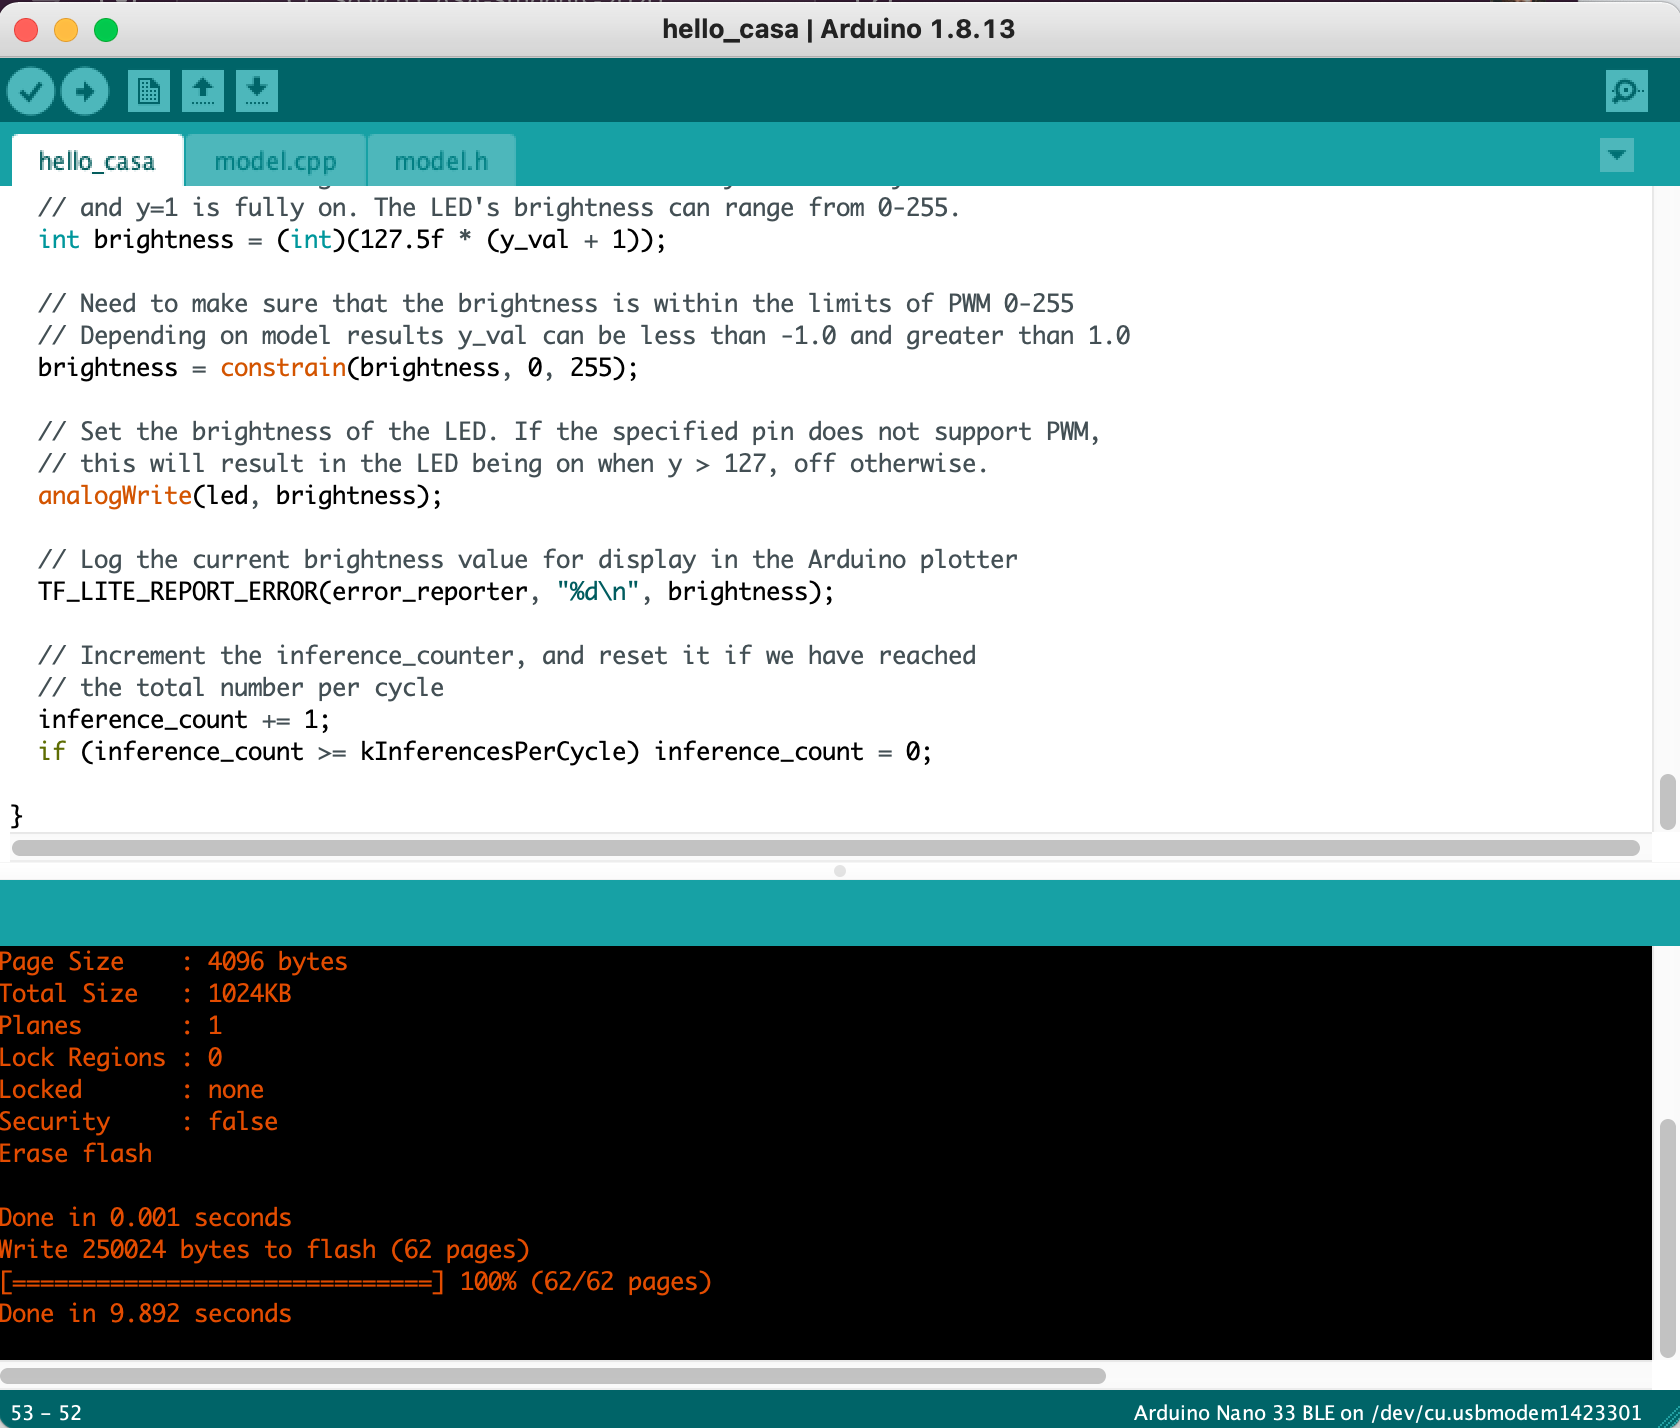 hello_casa | Arduino 1.8.13
hello_casa model.cpp model.h
// and y=1 is fully on. The LED's brightness can range from 0-255.
int brightness = (int)(127.5f * (y_val + 1));
// Need to make sure that the brightness is within the limits of PWM 0-255
// Depending on model results y_val can be less than -1.0 and greater than 1.0
brightness = constrain(brightness, 0, 255);
// Set the brightness of the LED. If the specified pin does not support PWM,
// this will result in the LED being on when y > 127, off otherwise.
analogWrite(led, brightness);
// Log the current brightness value for display in the Arduino plotter
TF_LITE_REPORT_ERROR(error_reporter, "%d\n", brightness);
// Increment the inference_counter, and reset it if we have reached
// the total number per cycle
inference_count += 1;
if (inference_count >= kInferencesPerCycle) inference_count = 0;
}
Page Size    : 4096 bytes
Total Size   : 1024KB
Planes       : 1
Lock Regions : 0
Locked       : none
Security     : false
Erase flash
Done in 0.001 seconds
Write 250024 bytes to flash (62 pages)
[==============================] 100% (62/62 pages)
Done in 9.892 seconds
53 - 52
Arduino Nano 33 BLE on /dev/cu.usbmodem1423301